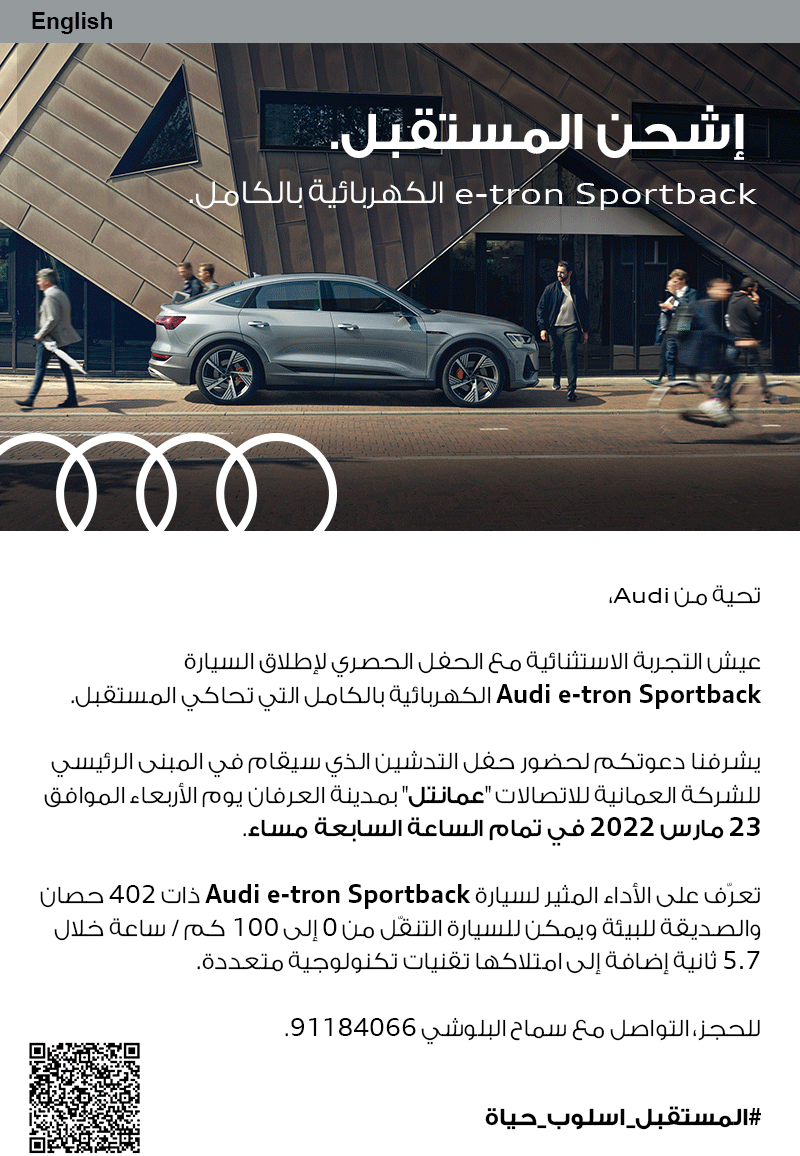 English
إشحن المستقبل.
e-tron Sportback الكهربائية بالكامل.
تحية من Audi،
عيش التجربة الاستثنائية مع الحفل الحصري لإطلاق السيارة
Audi e-tron Sportback الكهربائية بالكامل التي تحاكي المستقبل.
يشرفنا دعوتكم لحضور حفل التدشين الذي سيقام في المبنى الرئيسي
للشركة العمانية للاتصالات "عمانتل" بمدينة العرفان يوم الأربعاء الموافق
23 مارس 2022 في تمام الساعة السابعة مساء.
تعرّف على الأداء المثير لسيارة Audi e-tron Sportback ذات 402 حصان
والصديقة للبيئة ويمكن للسيارة التنقّل من 0 إلى 100 كم / ساعة خلال
5.7 ثانية إضافة إلى امتلاكها تقنيات تكنولوجية متعددة.
للحجز، التواصل مع سماح البلوشي 91184066.
#المستقبل_اسلوب_حياة